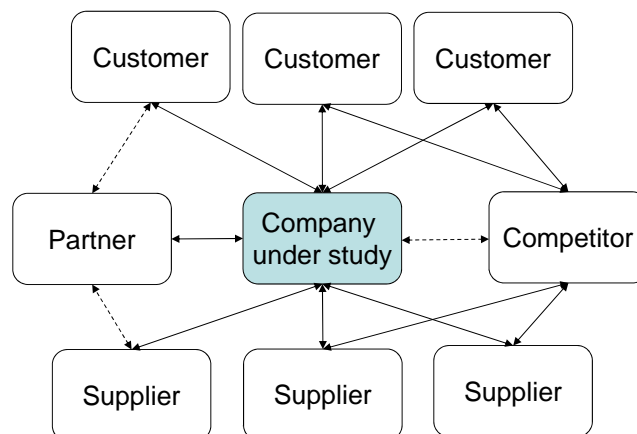 Customer
Customer
Customer
Partner
Company
under study
Competitor
Supplier
Supplier
Supplier